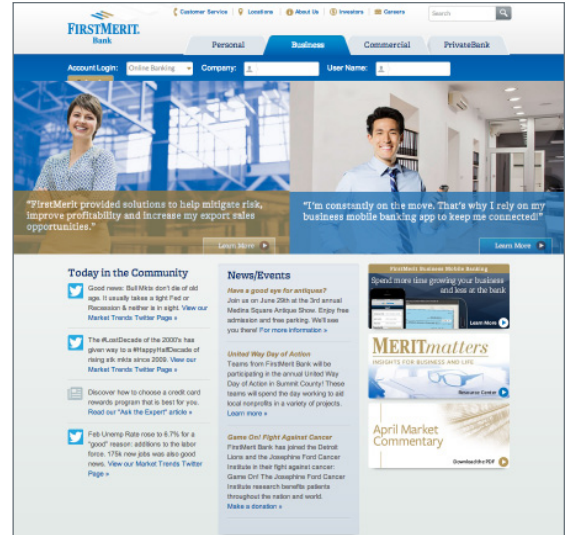 Customer Service
Locations
About Us
Investors
Careers
Search
FIRSTMERIT.
Bank
Personal
Business
Commercial
PrivateBank
Account Login:
Online Banking
Company:
User Name:
"FirstMerit provided solutions to help mitigate risk,
improve profitability and increase my export sales
opportunities."
Learn More
"I'm constantly on the move. That's why I rely on my
business mobile banking app to keep me connected!"
Learn More
Today in the Community
Good news: Bull Mkts don't die of old
age. It usually takes a tight Fed or
Recession & neither is in sight. View our
Market Trends Twitter Page »
The #LostDecade of the 2000's has
given way to a #HappyHalfDecade of
rising stk mkts since 2009. View our
Market Trends Twitter Page »
Discover how to choose a credit card
rewards program that is best for you.
Read our "Ask the Expert" article »
Feb Unemp Rate rose to 6.7% for a
"good" reason: additions to the labor
force. 175k new jobs was also good
news. View our Market Trends Twitter
Page »
News/Events
Have a good eye for antiques?
Join us on June 29th at the 3rd annual
Medina Square Antique Show. Enjoy free
admission and free parking. We'll see
you there! For more information »
United Way Day of Action
Teams from FirstMerit Bank will be
participating in the annual United Way
Day of Action in Summit County! These
teams will spend the day working to aid
local nonprofits in a variety of projects.
Learn more »
Game On! Fight Against Cancer
FirstMerit Bank has joined the Detroit
Lions and the Josephine Ford Cancer
Institute in their fight against cancer:
Game On! The Josephine Ford Cancer
Institute research benefits patients
throughout the nation and world.
Make a donation »
FirstMerit Business Mobile Banking
Spend more time growing your business
and less at the bank
Learn More
MERITmatters
INSIGHTS FOR BUSINESS AND LIFE
Resource Center
April Market
Commentary
Download the PDF